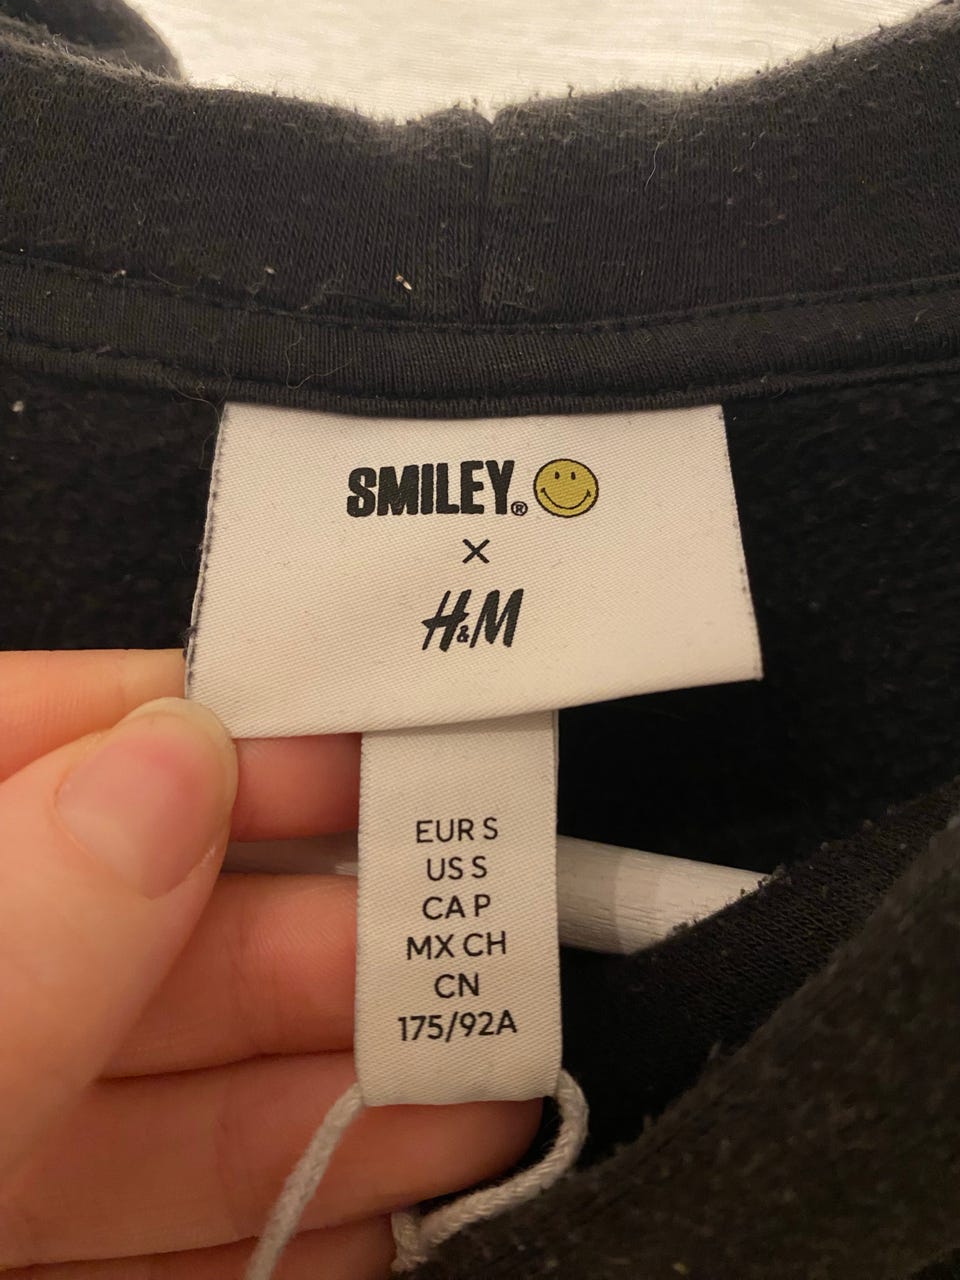 SMILEY®
×
H&M
EUR S
US S
CA P
MX CH
CN
175/92A